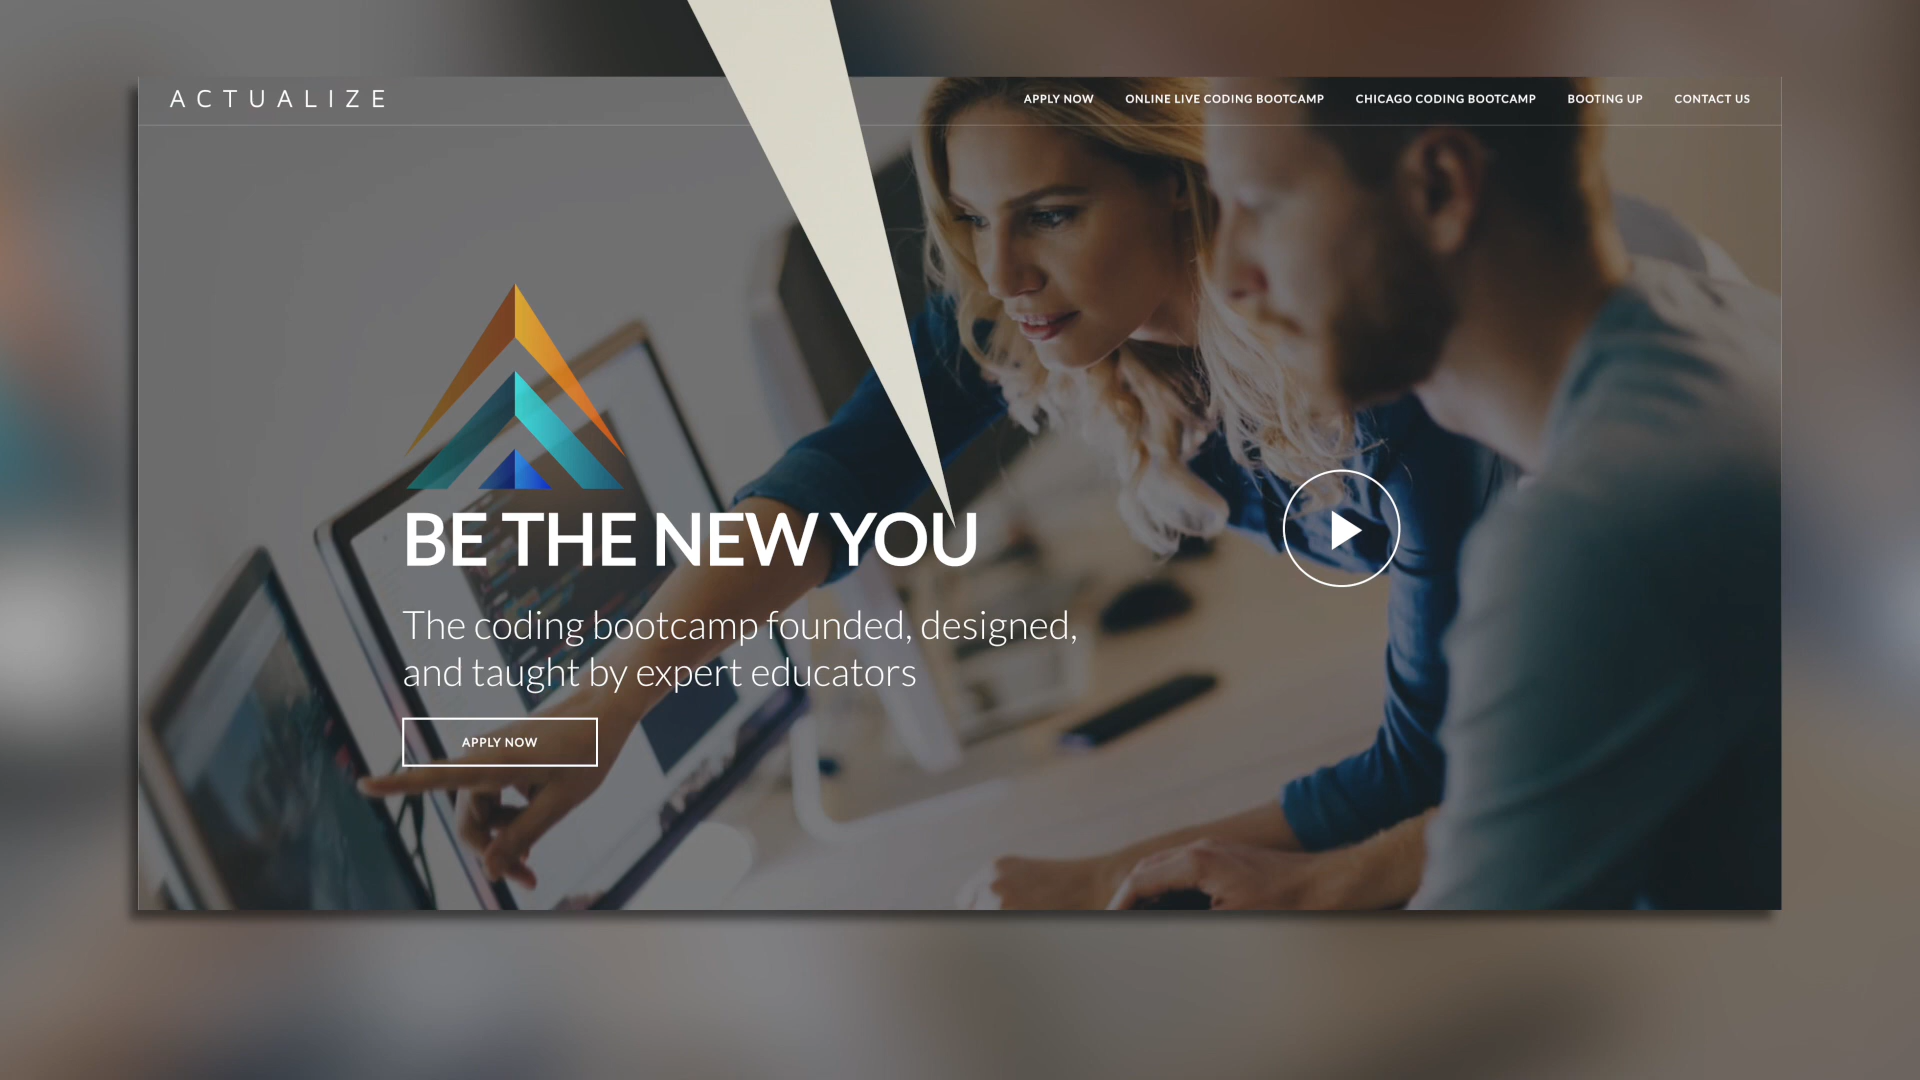 ACTUALIZE
APPLY NOW ONLINE LIVE CODING BOOTCAMP CHICAGO CODING BOOTCAMP BOOTING UP CONTACT US
BE THE NEW YOU
The coding bootcamp founded, designed,
and taught by expert educators
APPLY NOW